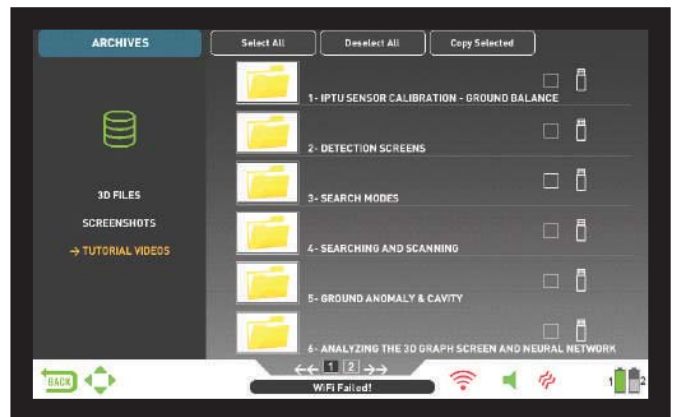 ARCHIVES
Select All
Deselect All
Copy Selected
1- IPTU SENSOR CALIBRATION - GROUND BALANCE
2- DETECTION SCREENS
3D FILES
3- SEARCH MODES
SCREENSHOTS
→ TUTORIAL VIDEOS
4- SEARCHING AND SCANNING
5- GROUND ANOMALY & CAVITY
6- ANALYZING THE 3D GRAPH SCREEN AND NEURAL NETWORK
←← 1 2 →→
BACK
WiFi Failed!
1 2